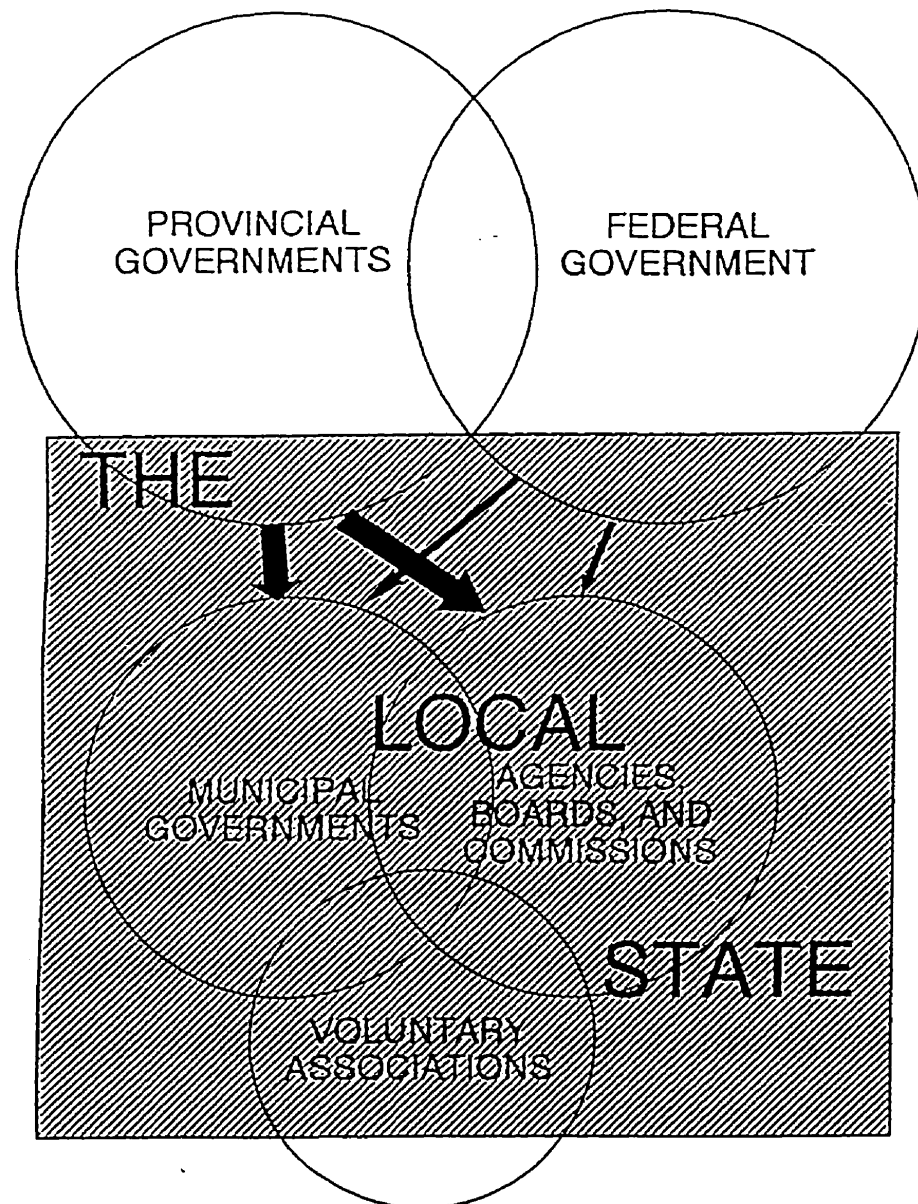 PROVINCIAL
GOVERNMENTS
FEDERAL
GOVERNMENT
THE
LOCAL
MUNICIPAL
GOVERNMENTS
AGENCIES,
BOARDS, AND
COMMISSIONS
STATE
VOLUNTARY
ASSOCIATIONS